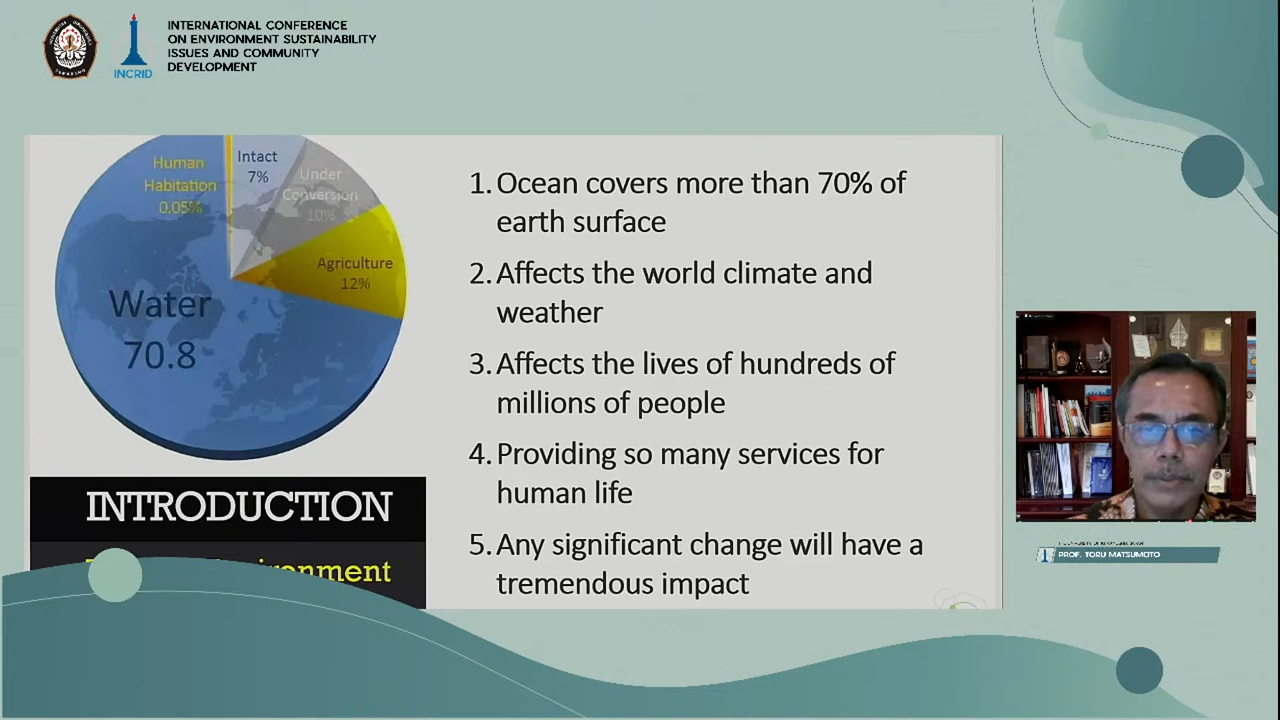 INTERNATIONAL CONFERENCE
ON ENVIRONMENT SUSTAINABILITY
ISSUES AND COMMUNITY
DEVELOPMENT
INCRID
Human
Habitation
0.05%
Intact
7%
Under
Conversion
10%
Agriculture
12%
Water
70.8
INTRODUCTION
1. Ocean covers more than 70% of
earth surface
2. Affects the world climate and
weather
3. Affects the lives of hundreds of
millions of people
4. Providing so many services for
human life
5. Any significant change will have a
tremendous impact
PROF. TORU MATSUMOTO